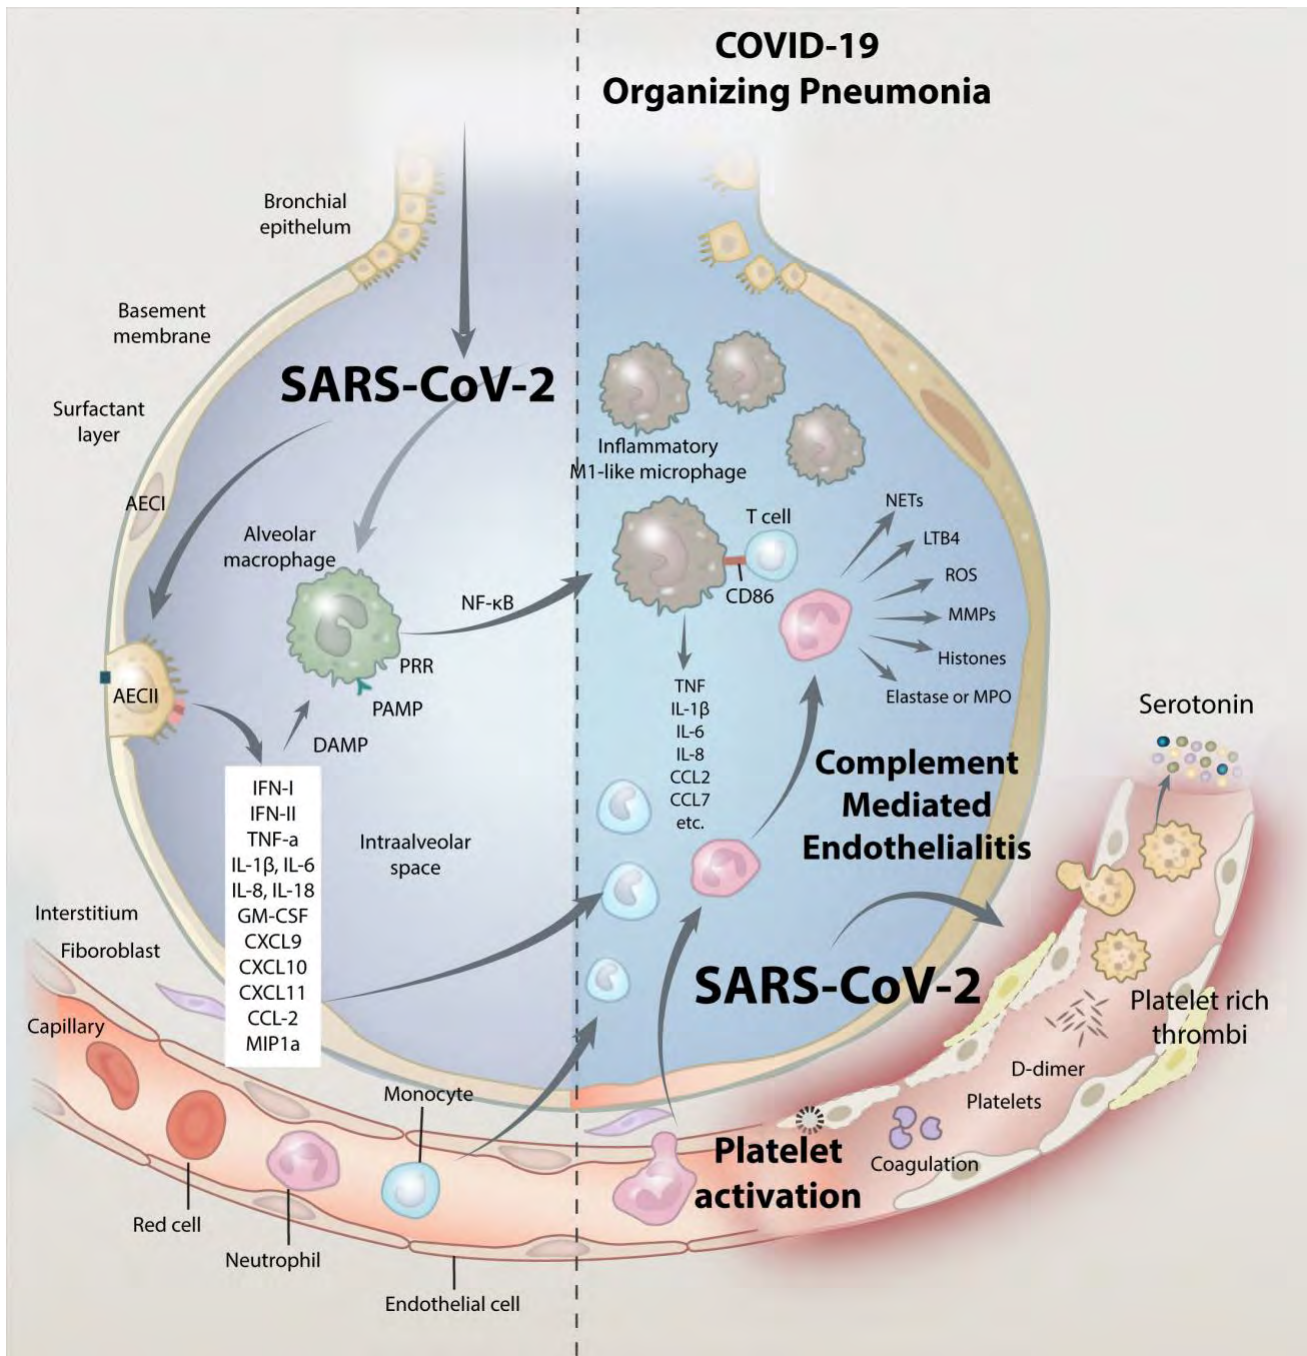 COVID-19
Organizing Pneumonia
Bronchial
epithelum
Basement
membrane
Surfactant
layer
SARS-CoV-2
AECI
Alveolar
macrophage
NF-κB
PRR
PAMP
DAMP
AECII
IFN-I
IFN-II
TNF-a
IL-1β, IL-6
IL-8, IL-18
GM-CSF
CXCL9
CXCL10
CXCL11
CCL-2
MIP1a
Intraalveolar
space
Interstitium
Fiboroblast
Capillary
Red cell
Neutrophil
Monocyte
Endothelial cell
Inflammatory
M1-like microphage
T cell
CD86
TNF
IL-1β
IL-6
IL-8
CCL2
CCL7
etc.
NETs
LTB4
ROS
MMPs
Histones
Elastase or MPO
Complement
Mediated
Endothelialitis
SARS-CoV-2
Serotonin
Platelet rich
thrombi
D-dimer
Platelets
Coagulation
Platelet
activation